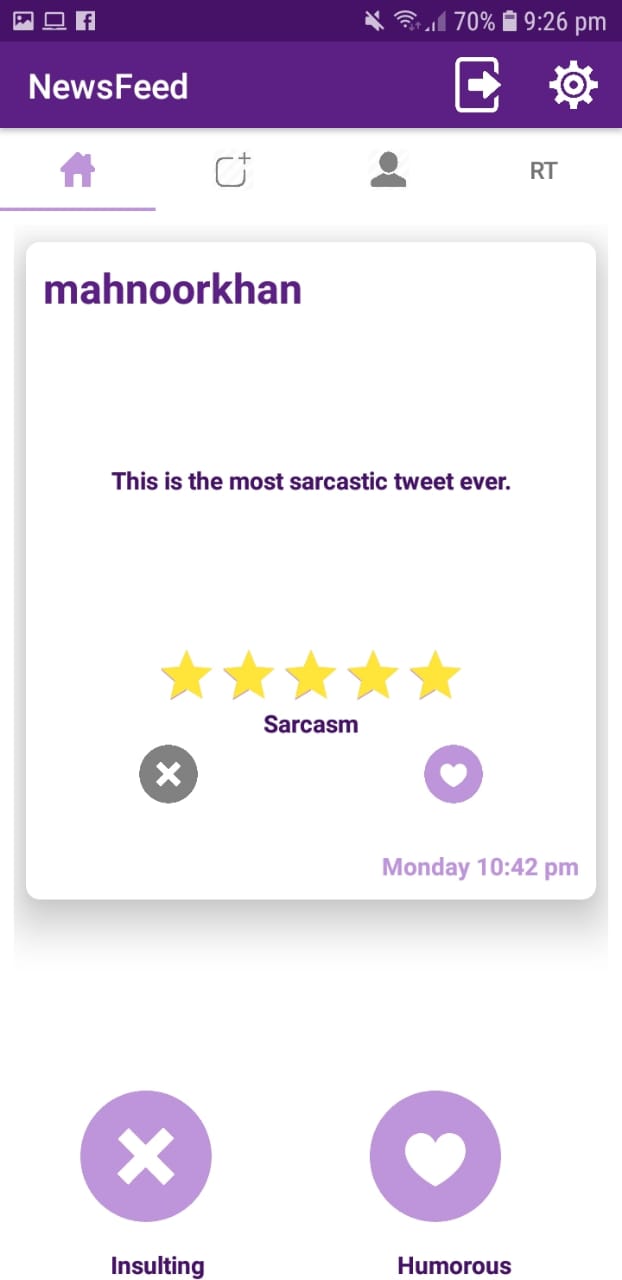 70% 9:26 pm
NewsFeed
RT
mahnoorkhan
This is the most sarcastic tweet ever.
Sarcasm
Monday 10:42 pm
Insulting Humorous